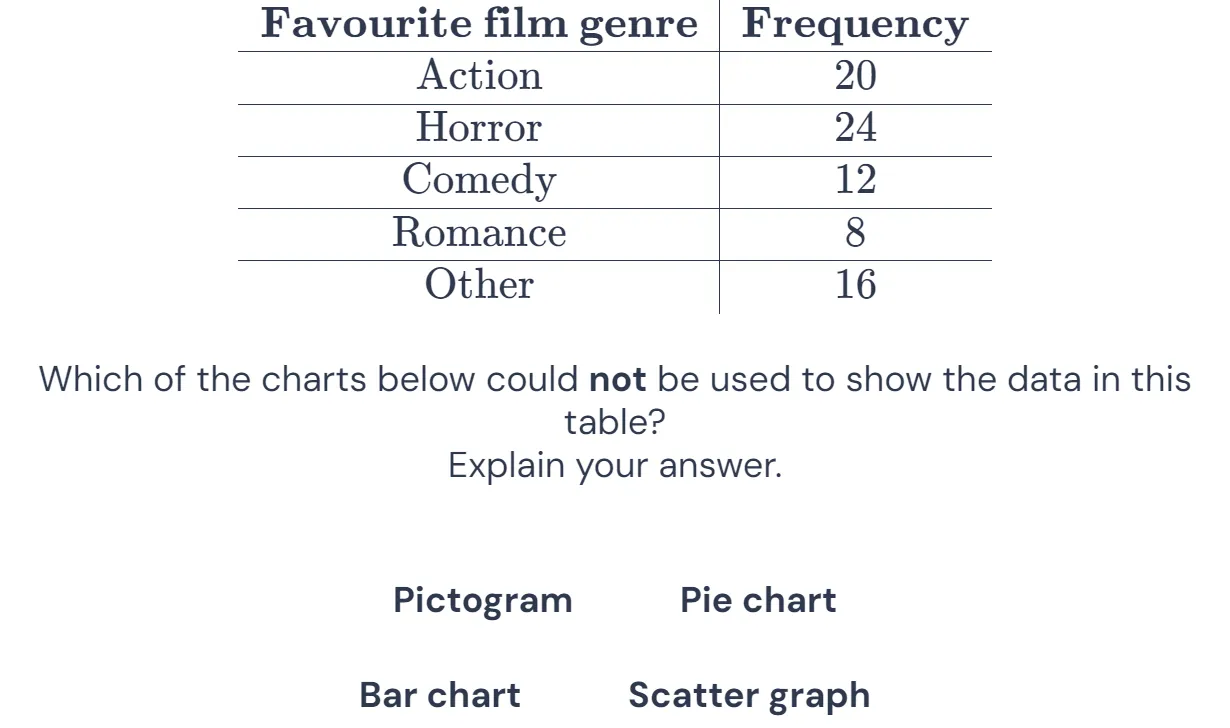 Favourite film genre Frequency
Action 20
Horror 24
Comedy 12
Romance 8
Other 16
Which of the charts below could not be used to show the data in this
table?
Explain your answer.
Pictogram Pie chart
Bar chart Scatter graph